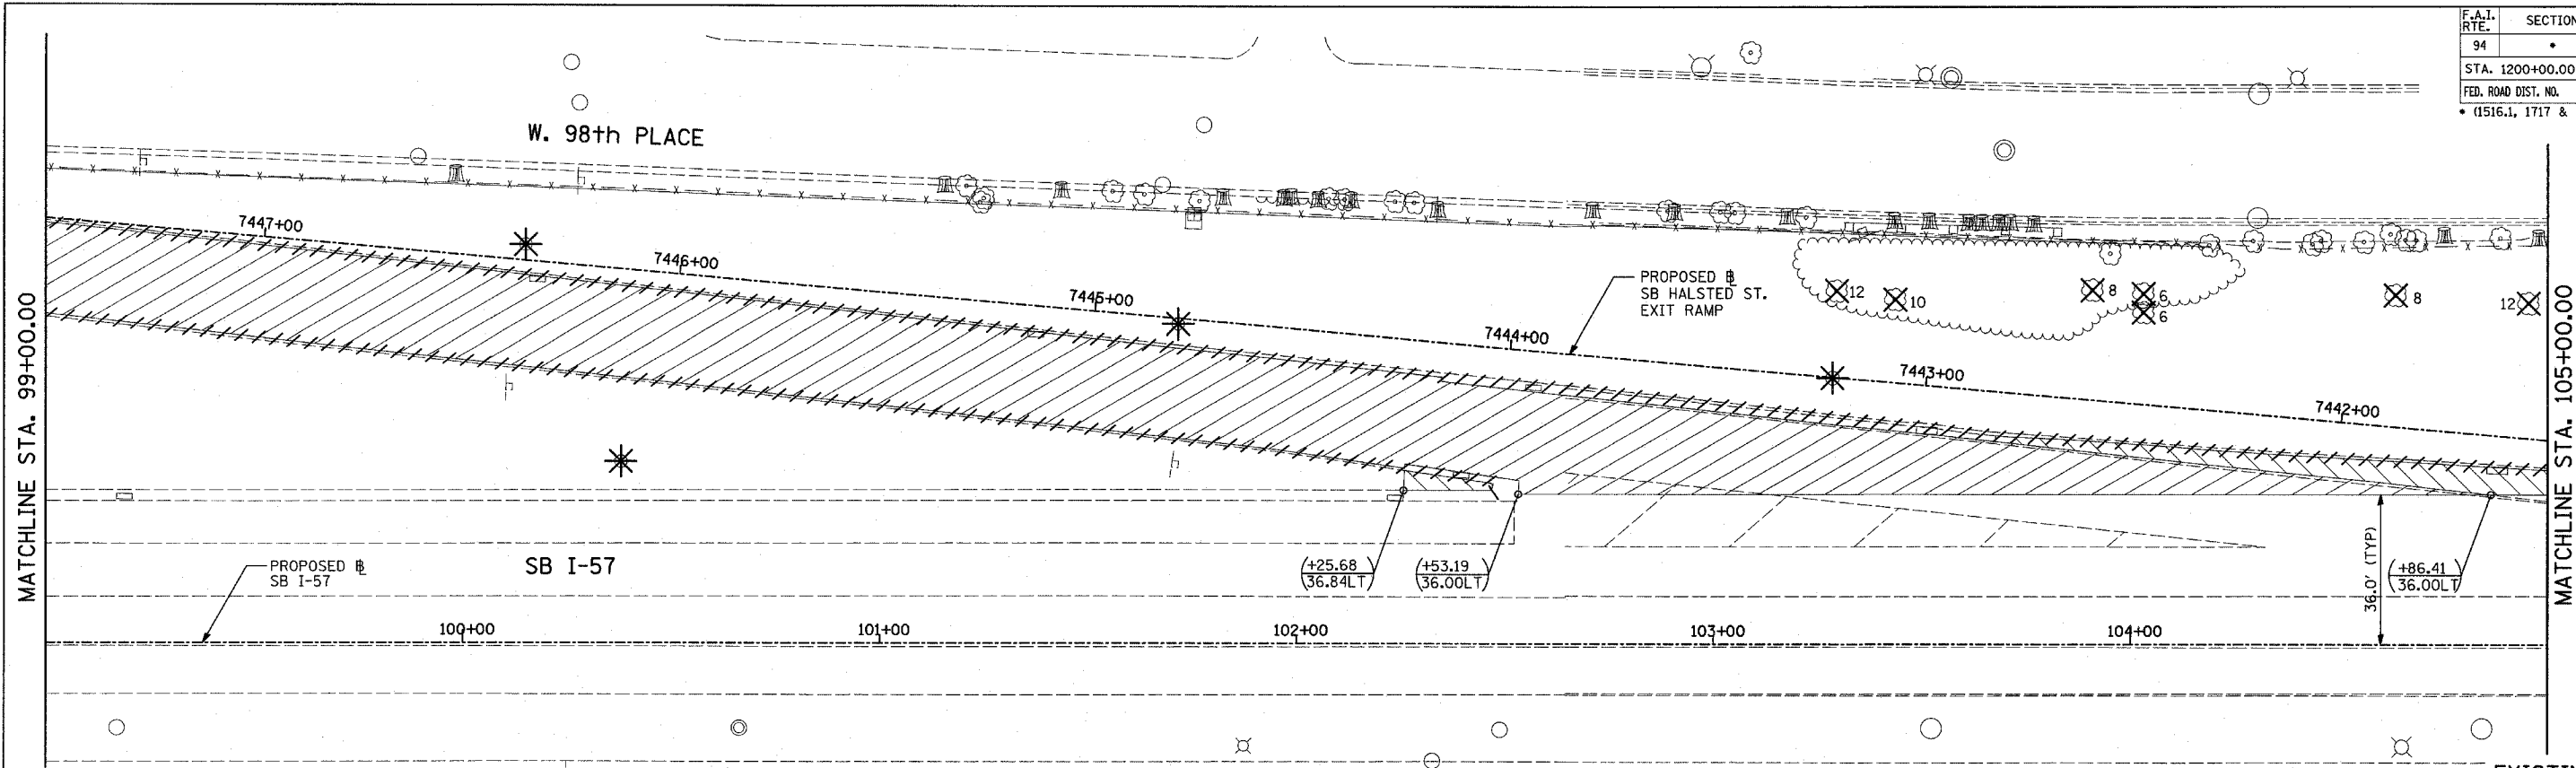 F.A.I. RTE. SECTION
94 *
STA. 1200+00.00
FED. ROAD DIST. NO.
* (1516.1, 1717 &
W. 98th PLACE
7447+00
7446+00
7445+00
7444+00
7443+00
7442+00
PROPOSED ℄
SB HALSTED ST.
EXIT RAMP
12
10
8
6
6
8
12
MATCHLINE STA. 99+00.00
MATCHLINE STA. 105+00.00
PROPOSED ℄
SB I-57
SB I-57
+25.68
36.84LT
+53.19
36.00LT
36.0' (TYP)
+86.41
36.00LT
100+00
101+00
102+00
103+00
104+00